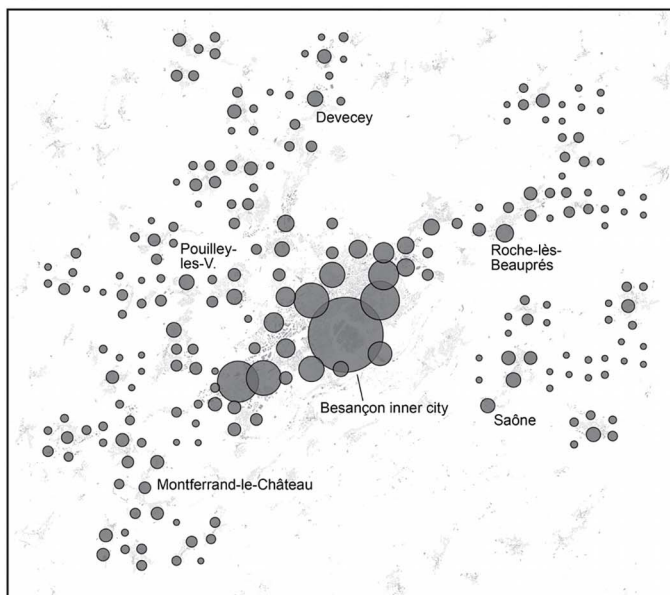 Devecey
Pouilley-
les-V.
Roche-lès-
Beauprés
Besançon inner city
Saône
Montferrand-le-Château